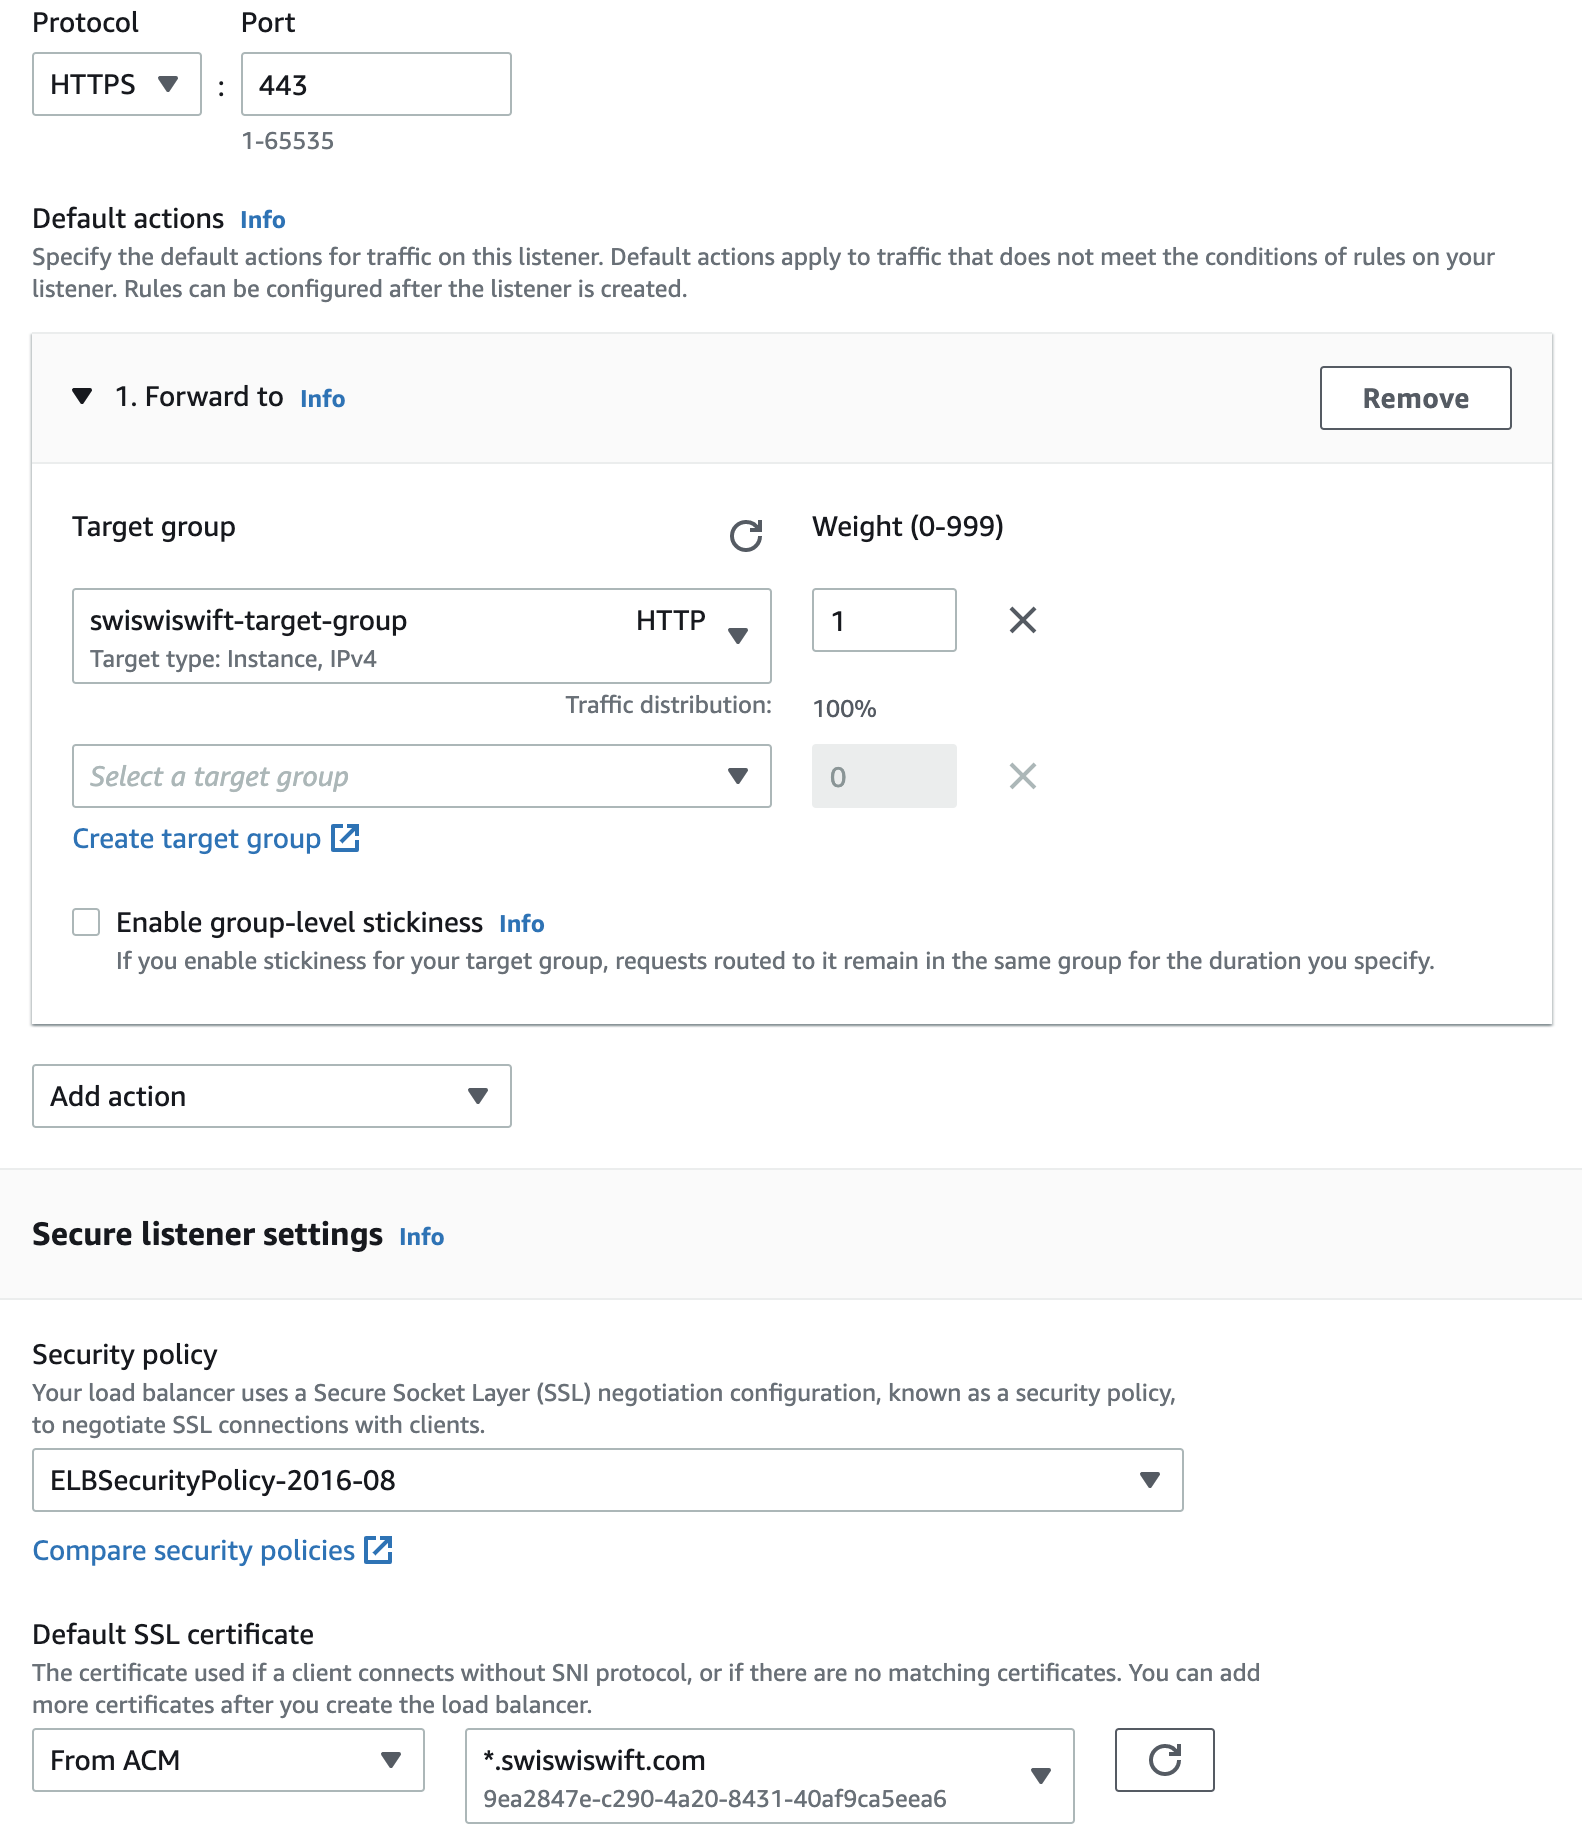 Protocol Port
HTTPS : 443
1-65535
Default actions Info
Specify the default actions for traffic on this listener. Default actions apply to traffic that does not meet the conditions of rules on your
listener. Rules can be configured after the listener is created.
1. Forward to Info Remove
Target group Weight (0-999)
swiswiswift-target-group HTTP 1
Target type: Instance, IPv4
Traffic distribution: 100%
Select a target group 0
Create target group
Enable group-level stickiness Info
If you enable stickiness for your target group, requests routed to it remain in the same group for the duration you specify.
Add action
Secure listener settings Info
Security policy
Your load balancer uses a Secure Socket Layer (SSL) negotiation configuration, known as a security policy,
to negotiate SSL connections with clients.
ELBSecurityPolicy-2016-08
Compare security policies
Default SSL certificate
The certificate used if a client connects without SNI protocol, or if there are no matching certificates. You can add
more certificates after you create the load balancer.
From ACM *.swiswiswift.com
9ea2847e-c290-4a20-8431-40af9ca5eea6